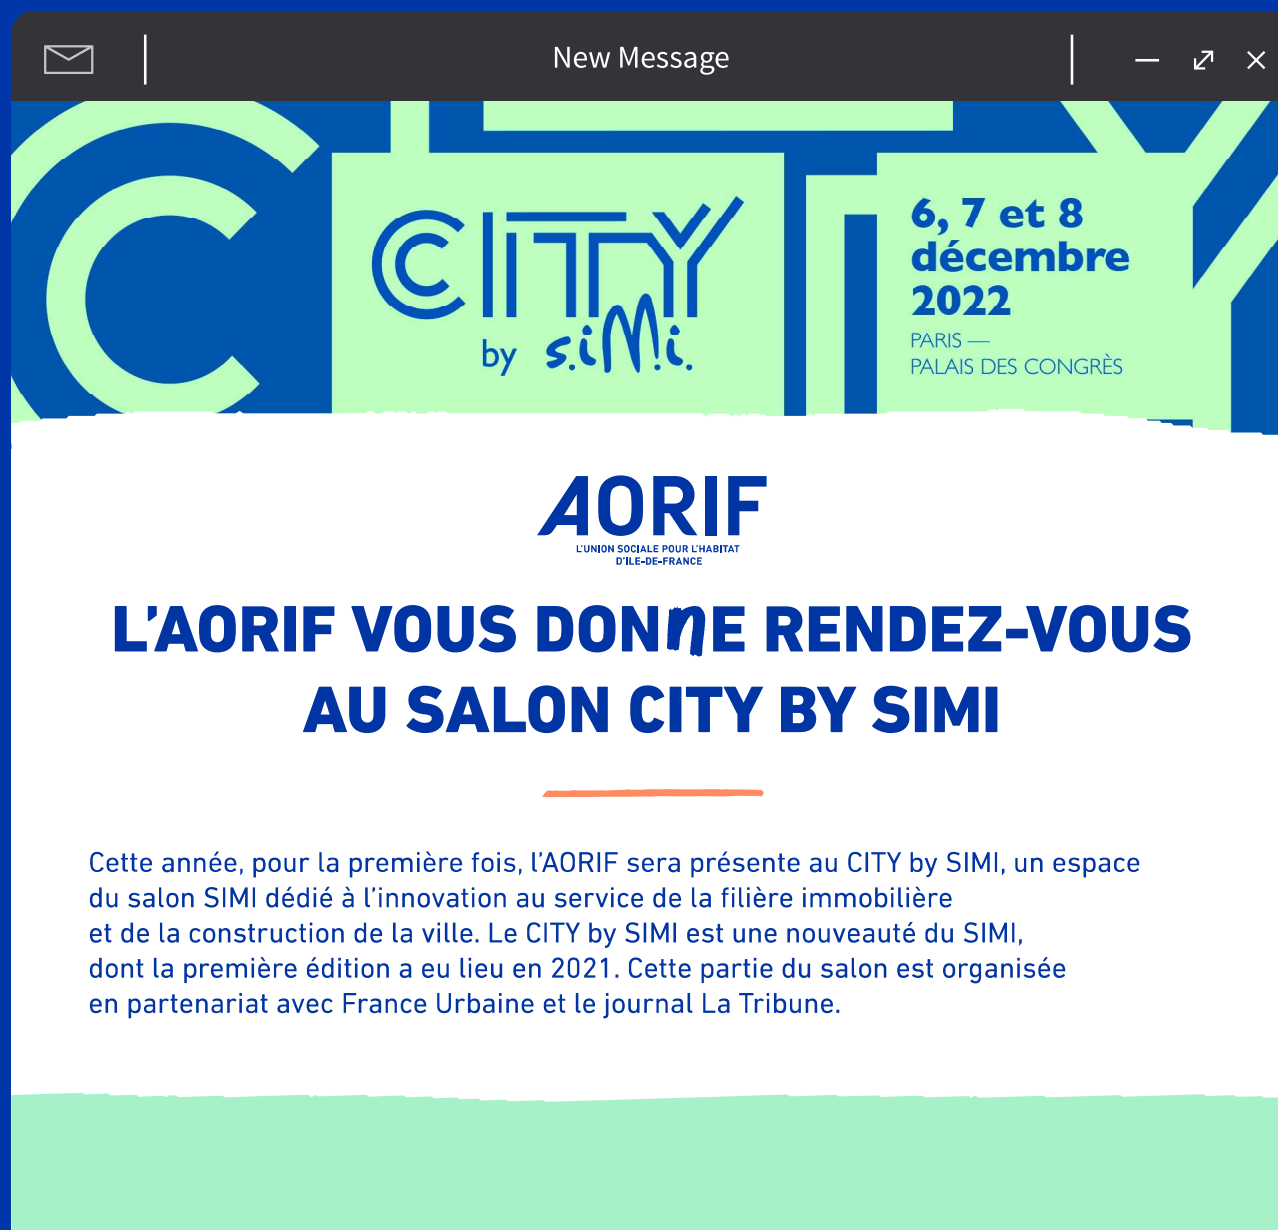 New Message
CITY
by s.i.M.i.
6, 7 et 8
décembre
2022
PARIS —
PALAIS DES CONGRÈS
AORIF
L'UNION SOCIALE POUR L'HABITAT
D'ILE-DE-FRANCE
L'AORIF VOUS DONNE RENDEZ-VOUS
AU SALON CITY BY SIMI
Cette année, pour la première fois, l'AORIF sera présente au CITY by SIMI, un espace
du salon SIMI dédié à l'innovation au service de la filière immobilière
et de la construction de la ville. Le CITY by SIMI est une nouveauté du SIMI,
dont la première édition a eu lieu en 2021. Cette partie du salon est organisée
en partenariat avec France Urbaine et le journal La Tribune.